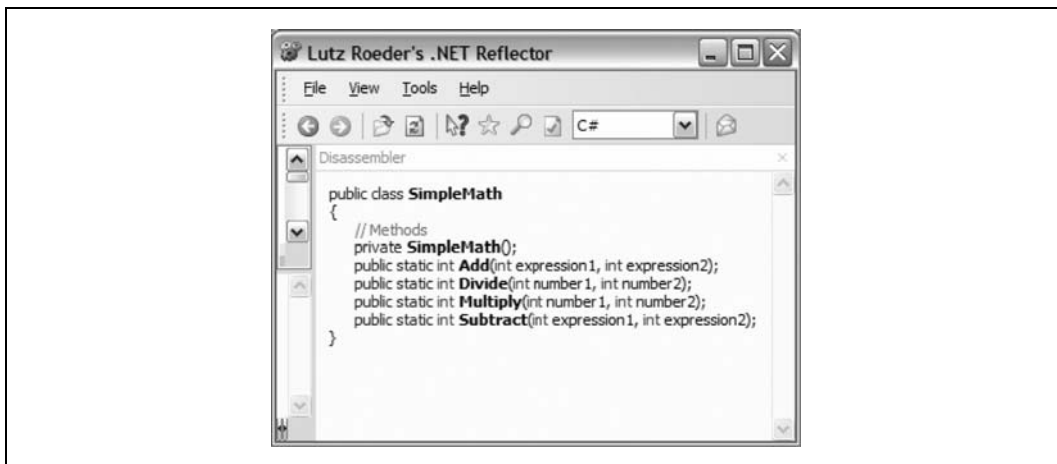 Lutz Roeder's .NET Reflector
File View Tools Help
C#
Disassembler
public class SimpleMath
{
// Methods
private SimpleMath();
public static int Add(int expression1, int expression2);
public static int Divide(int number1, int number2);
public static int Multiply(int number1, int number2);
public static int Subtract(int expression1, int expression2);
}